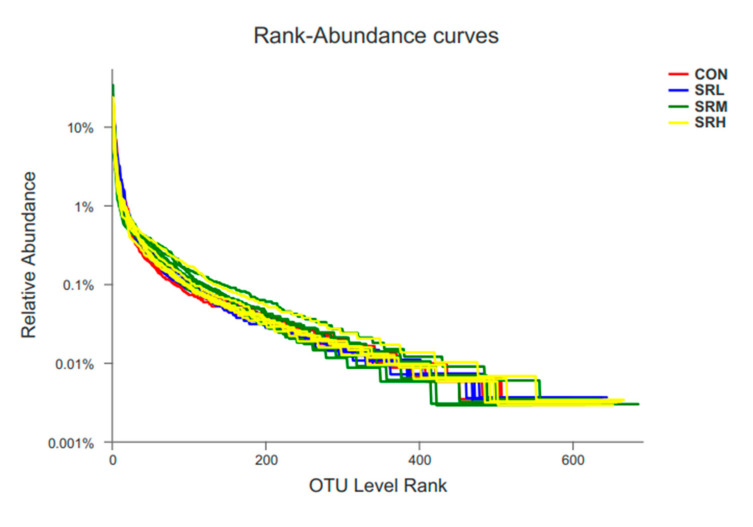 Rank-Abundance curves
CON
SRL
SRM
SRH
Relative Abundance
10%
1%
0.1%
0.01%
0.001%
0
200
400
600
OTU Level Rank